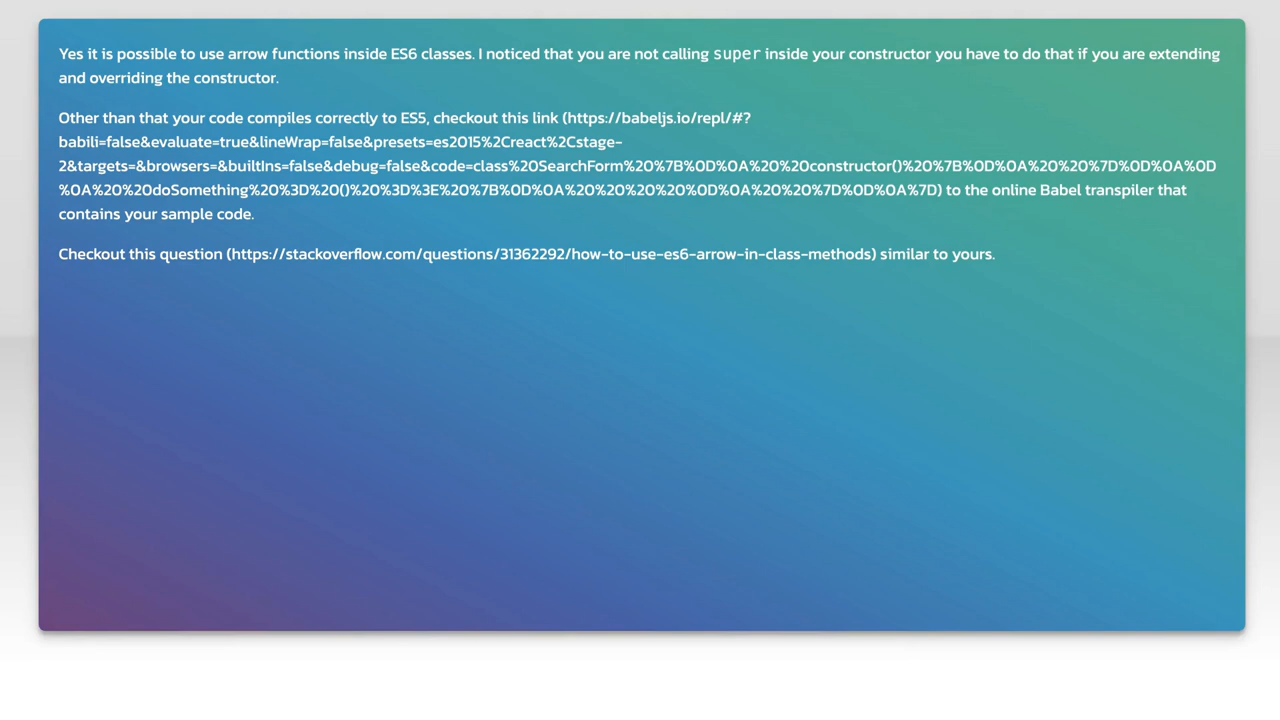 Yes it is possible to use arrow functions inside ES6 classes. I noticed that you are not calling super inside your constructor you have to do that if you are extending
and overriding the constructor.
Other than that your code compiles correctly to ES5, checkout this link (https://babeljs.io/repl/#?
babili=false&evaluate=true&lineWrap=false&presets=es2015%2Creact%2Cstage-
2&targets=&browsers=&builtIns=false&debug=false&code=class%20SearchForm%20%7B%0D%0A%20%20constructor()%20%7B%0D%0A%20%20%7D%0D%0A%0D
%0A%20%20doSomething%20%3D%20()%20%3D%3E%20%7B%0D%0A%20%20%20%20%0D%0A%20%20%7D%0D%0A%7D) to the online Babel transpiler that
contains your sample code.
Checkout this question (https://stackoverflow.com/questions/31362292/how-to-use-es6-arrow-in-class-methods) similar to yours.